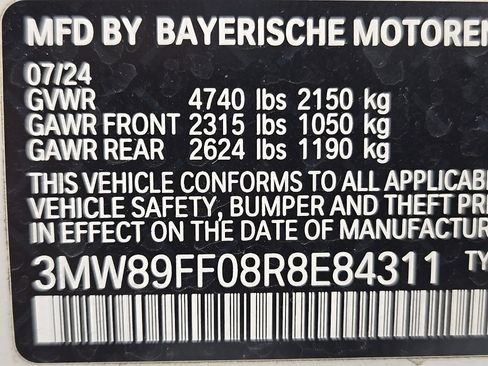 MFD BY BAYERISCHE MOTOREN
07/24
GVWR 4740 lbs 2150 kg
GAWR FRONT 2315 lbs 1050 kg
GAWR REAR 2624 lbs 1190 kg
THIS VEHICLE CONFORMS TO ALL APPLICABL
VEHICLE SAFETY, BUMPER AND THEFT PRE
IN EFFECT ON THE DATE OF MANUFACTUR
3MW89FF08R8E84311 TY